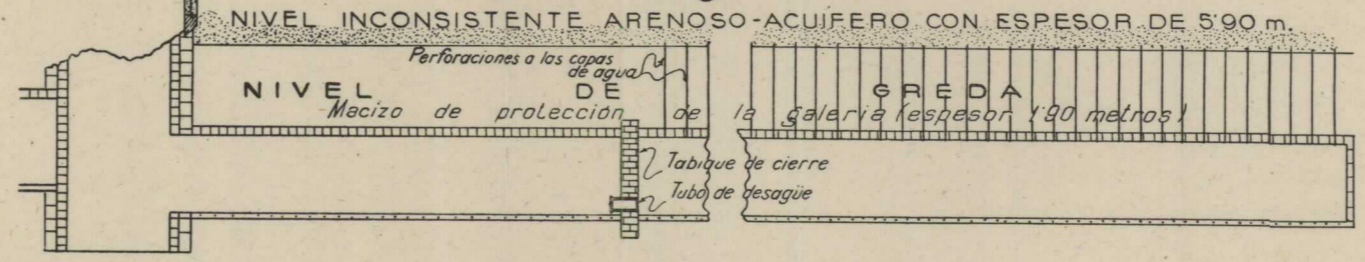 NIVEL INCONSISTENTE ARENOSO-ACUIFERO CON ESPESOR DE 5'90 m.
Perforaciones a las capas
de agua
NIVEL DE GREDA
Macizo de protección de la galeria (espesor 1'90 metros)
Tabique de cierre
Tubo de desagüe